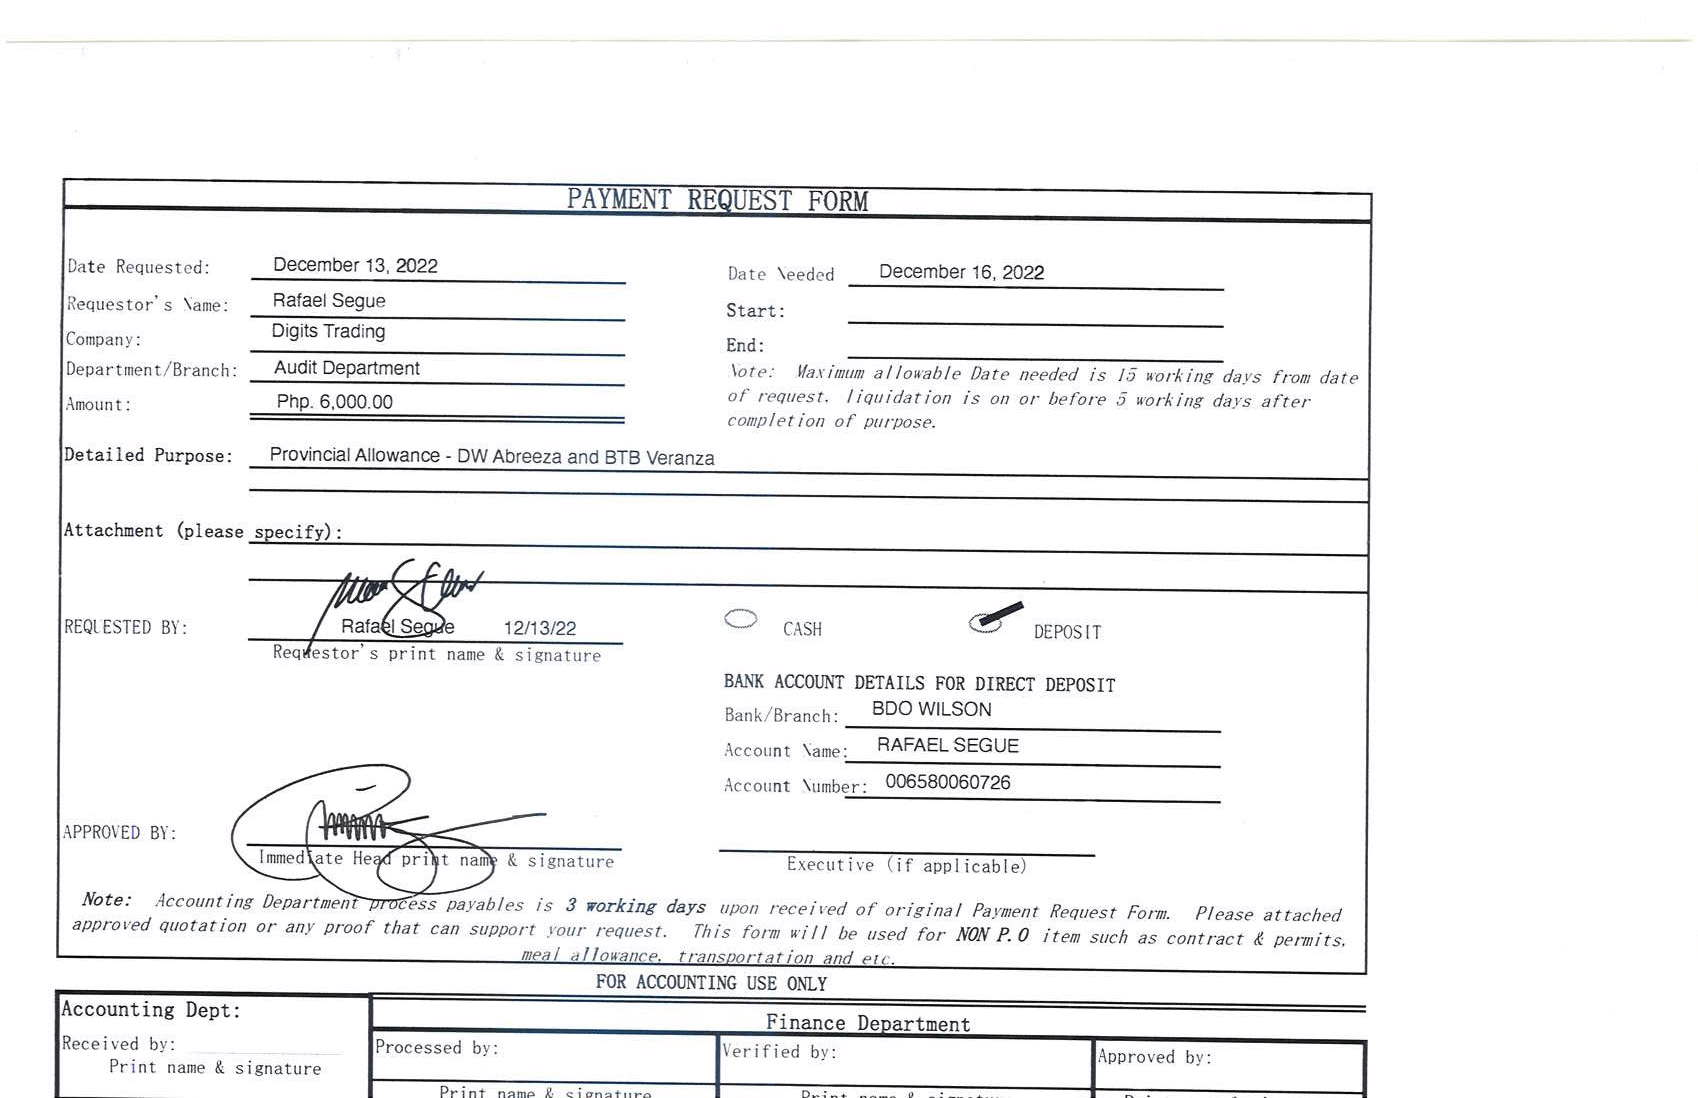 PAYMENT REQUEST FORM
Date Requested: December 13, 2022
Date Needed December 16, 2022
Requestor's Name: Rafael Segue
Start:
Company: Digits Trading
End:
Department/Branch: Audit Department
Note: Maximum allowable Date needed is 15 working days from date
of request. liquidation is on or before 5 working days after
completion of purpose.
Amount: Php. 6,000.00
Detailed Purpose: Provincial Allowance - DW Abreeza and BTB Veranza
Attachment (please specify):
REQUESTED BY: Rafael Segue 12/13/22
Requestor's print name & signature
CASH
DEPOSIT
BANK ACCOUNT DETAILS FOR DIRECT DEPOSIT
Bank/Branch: BDO WILSON
Account Name: RAFAEL SEGUE
Account Number: 006580060726
APPROVED BY:
Immediate Head print name & signature
Executive (if applicable)
Note: Accounting Department process payables is 3 working days upon received of original Payment Request Form. Please attached
approved quotation or any proof that can support your request. This form will be used for NON P.O item such as contract & permits,
meal allowance, transportation and etc.
FOR ACCOUNTING USE ONLY
Accounting Dept:
Finance Department
Received by:
Print name & signature
Processed by:
Verified by:
Approved by:
Print name & signature
Print name & signature